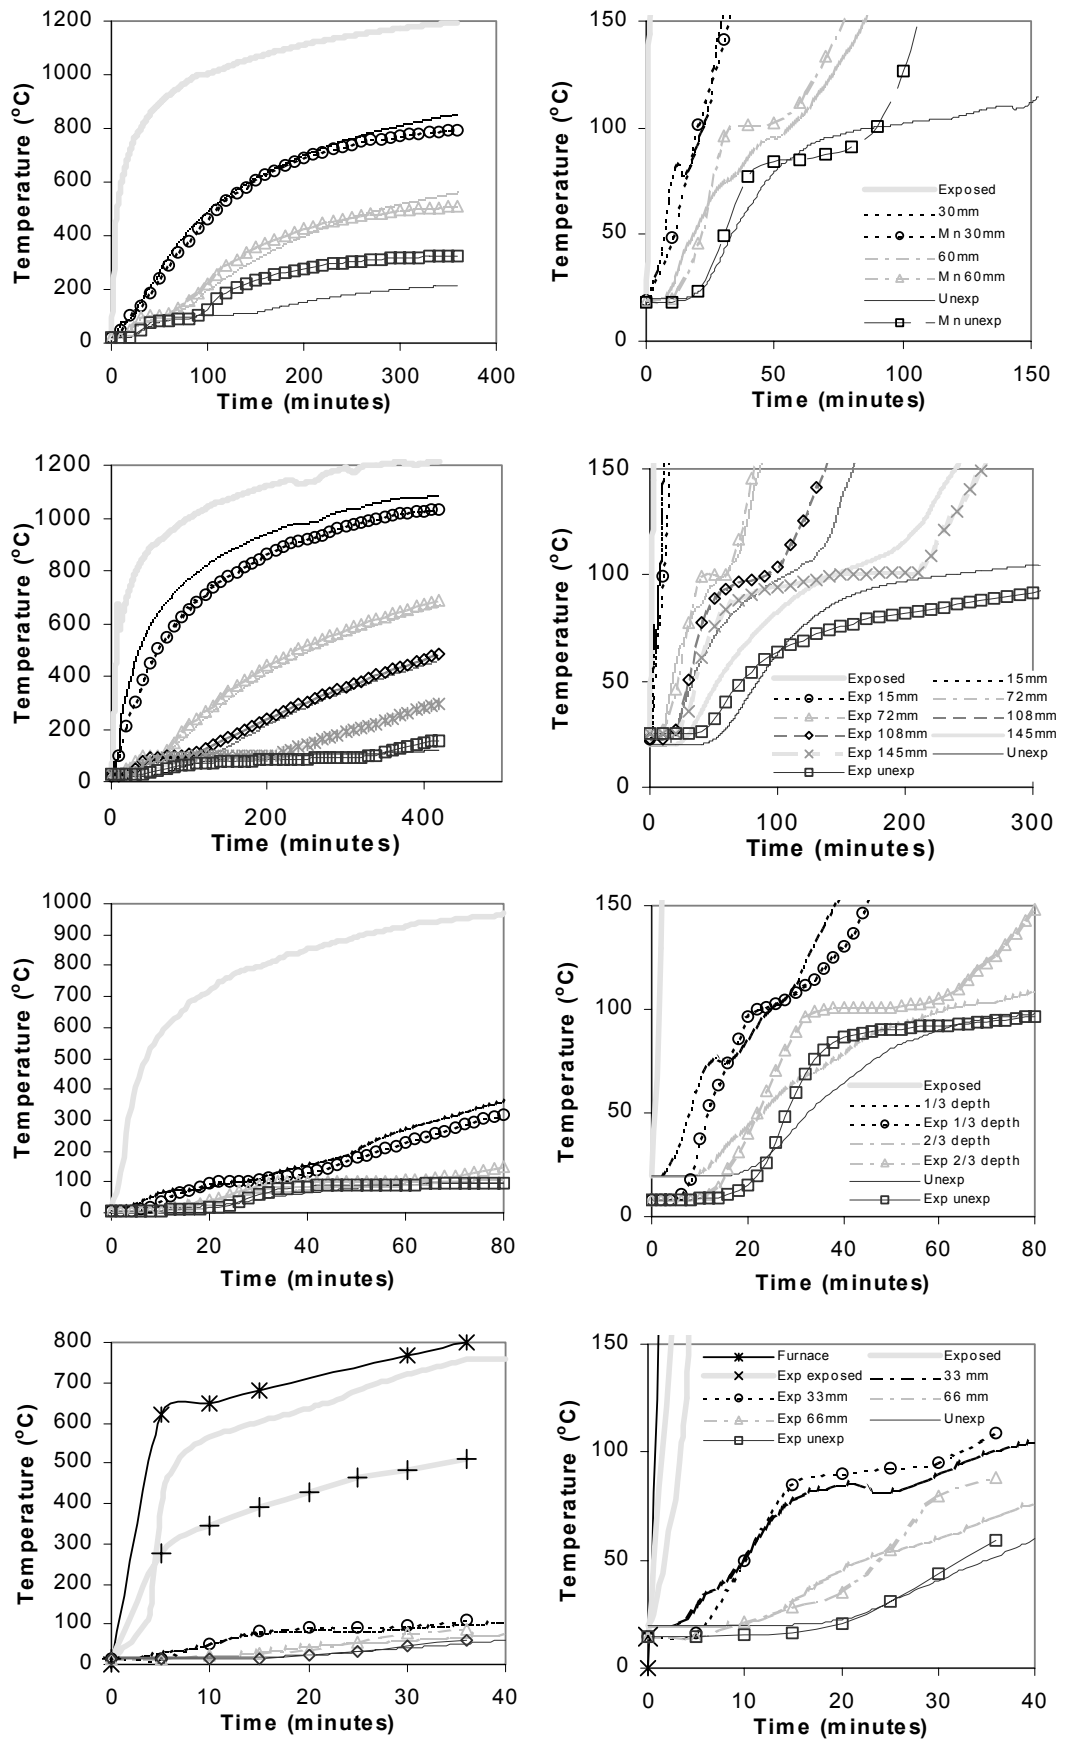 1200
1000
800
600
400
200
0
Temperature (°C)
0 100 200 300 400
Time (minutes)
150
100
50
0
Temperature (°C)
Exposed
30mm
Mn 30mm
60mm
Mn 60mm
Unexp
Mn unexp
0 50 100 150
Time (minutes)
1200
1000
800
600
400
200
0
Temperature (°C)
0 200 400
Time (minutes)
150
100
50
0
Temperature (°C)
Exposed 15mm
Exp 15mm 72mm
Exp 72mm 108mm
Exp 108mm 145mm
Exp 145mm Unexp
Exp unexp
0 100 200 300
Time (minutes)
1000
900
800
700
600
500
400
300
200
100
0
Temperature (°C)
0 20 40 60 80
Time (minutes)
150
100
50
0
Temperature (°C)
Exposed
1/3 depth
Exp 1/3 depth
2/3 depth
Exp 2/3 depth
Unexp
Exp unexp
0 20 40 60 80
Time (minutes)
800
700
600
500
400
300
200
100
0
Temperature (°C)
0 10 20 30 40
Time (minutes)
150
100
50
0
Temperature (°C)
Furnace Exposed
Exp exposed 33 mm
Exp 33mm 66 mm
Exp 66mm Unexp
Exp unexp
0 10 20 30 40
Time (minutes)